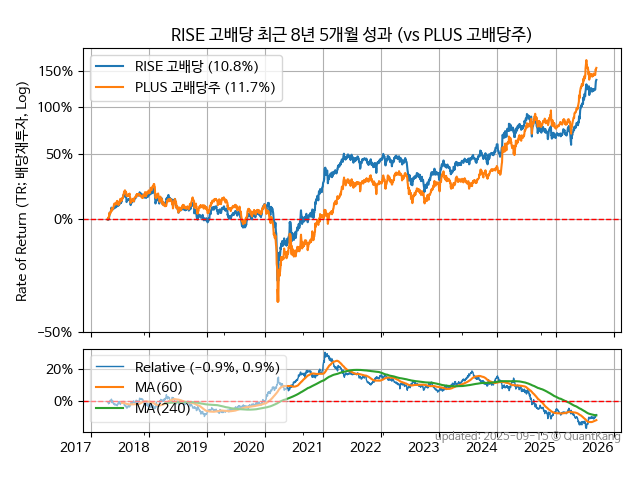 RISE 고배당 최근 8년 5개월 성과 (vs PLUS 고배당주)
Rate of Return (TR: 배당재투자, Log)
RISE 고배당 (10.8%)
PLUS 고배당주 (11.7%)
150%
100%
50%
0%
−50%
Relative (−0.9%, 0.9%)
MA(60)
MA(240)
20%
0%
2017 2018 2019 2020 2021 2022 2023 2024 2025 2026
updated: 2025-09-15 © QuantKang